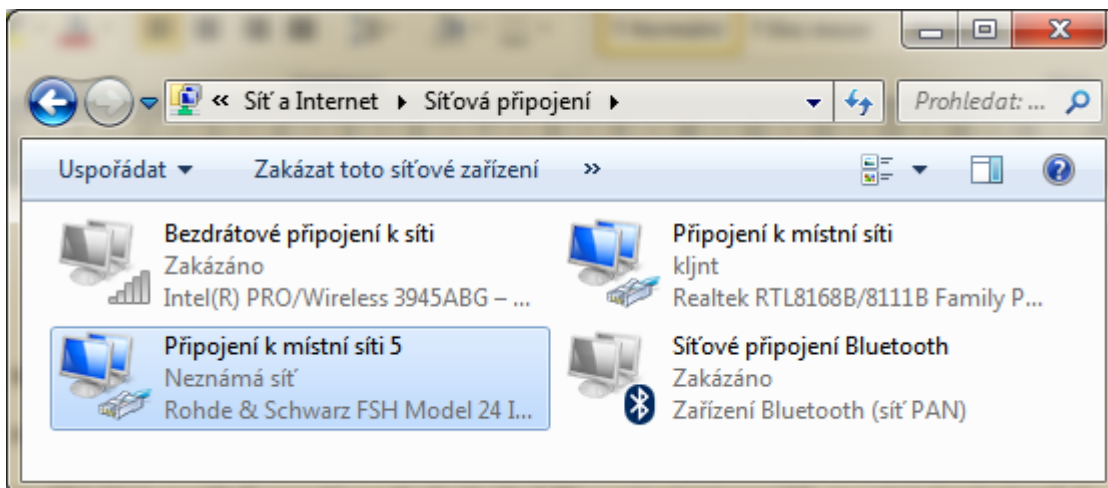 « Síť a Internet ▸ Síťová připojení ▸
Prohledat: ...
Uspořádat
Zakázat toto síťové zařízení
»
Bezdrátové připojení k síti
Zakázáno
Intel(R) PRO/Wireless 3945ABG – ...
Připojení k místní síti
kljnt
Realtek RTL8168B/8111B Family P...
Připojení k místní síti 5
Neznámá síť
Rohde & Schwarz FSH Model 24 I...
Síťové připojení Bluetooth
Zakázáno
Zařízení Bluetooth (síť PAN)